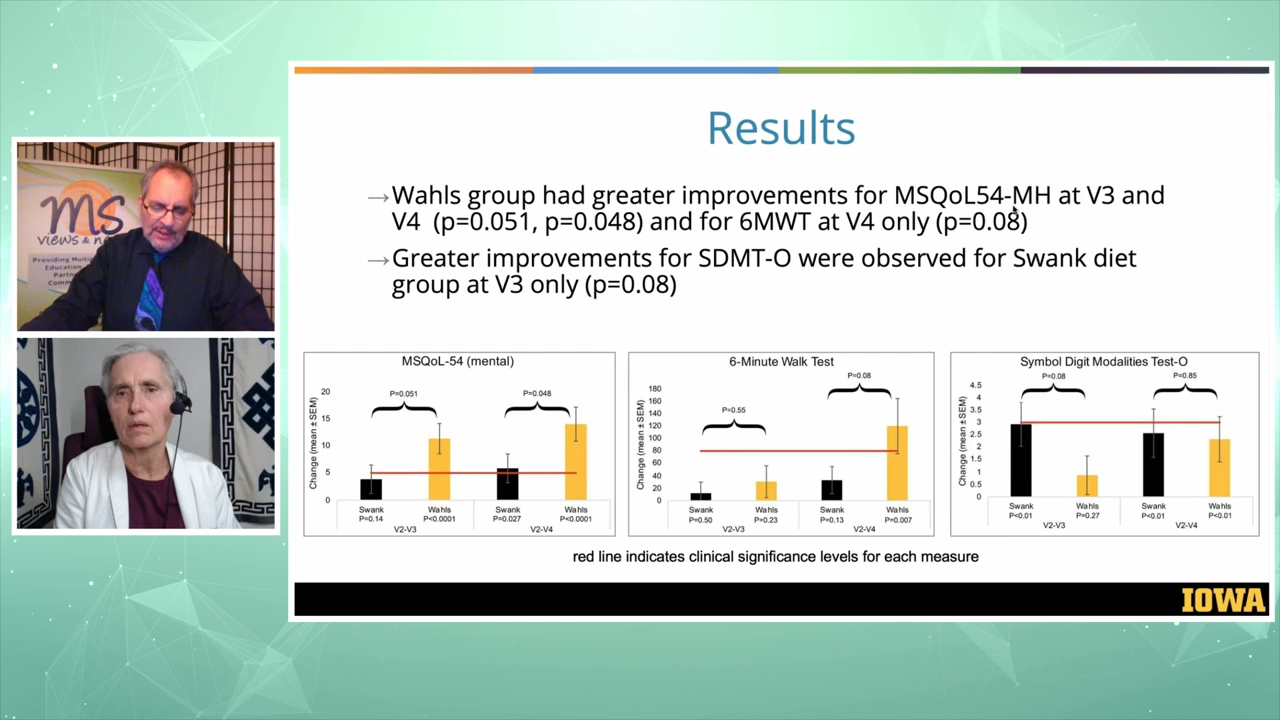 MS
VIEWS & NE
Providing Multip
Education
Partn
Comm
Results
→Wahls group had greater improvements for MSQoL54-MH at V3 and
V4 (p=0.051, p=0.048) and for 6MWT at V4 only (p=0.08)
→Greater improvements for SDMT-O were observed for Swank diet
group at V3 only (p=0.08)
MSQoL-54 (mental)
Change (mean ± SEM)
20
15
10
5
0
P=0.051
P=0.048
Swank Wahls Swank Wahls
P=0.14 P<0.0001 P=0.027 P<0.0001
V2-V3 V2-V4
6-Minute Walk Test
Change (mean ± SEM)
180
160
140
120
100
80
60
40
20
0
P=0.55
P=0.08
Swank Wahls Swank Wahls
P=0.50 P=0.23 P=0.13 P=0.007
V2-V3 V2-V4
Symbol Digit Modalities Test-O
Change (mean ± SEM)
4.5
4
3.5
3
2.5
2
1.5
1
0.5
0
P=0.08
P=0.85
Swank Wahls Swank Wahls
P<0.01 P=0.27 P<0.01 P<0.01
V2-V3 V2-V4
red line indicates clinical significance levels for each measure
IOWA